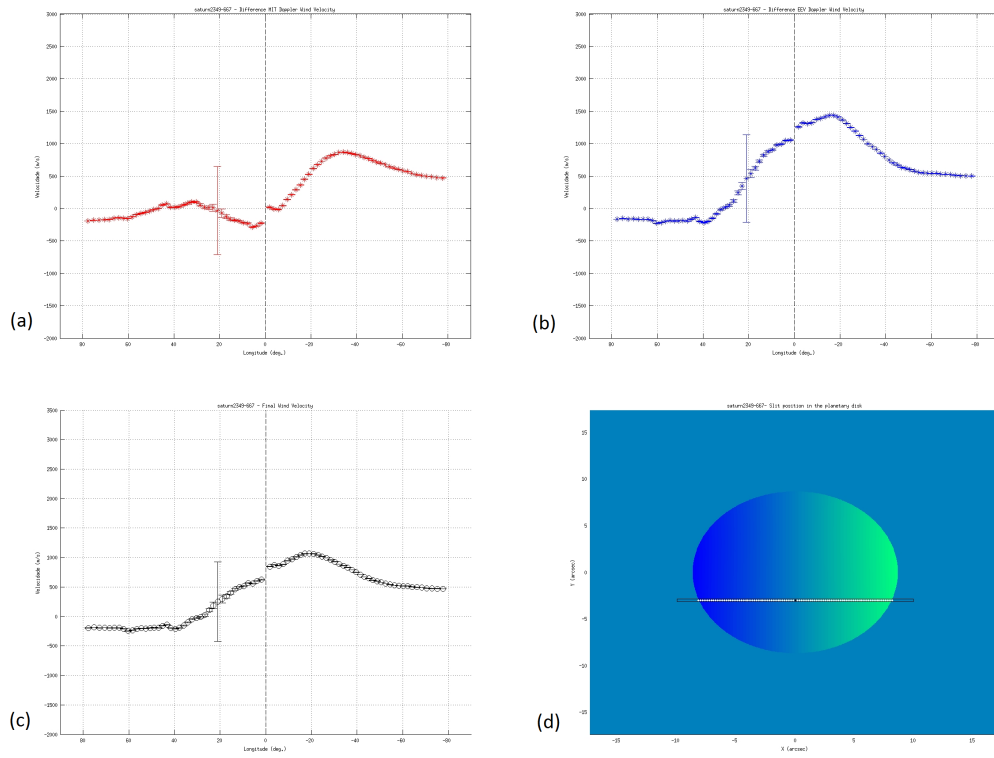 saturn2349-667 - Difference MIT Doppler Wind Velocity
3000
2500
2000
1500
1000
500
0
-500
-1000
-1500
-2000
Velocidade (m/s)
80 60 40 20 0 -20 -40 -60 -80
Longitude (deg.)
(a)
saturn2349-667 - Difference EEV Doppler Wind Velocity
3000
2500
2000
1500
1000
500
0
-500
-1000
-1500
-2000
Velocidade (m/s)
80 60 40 20 0 -20 -40 -60 -80
Longitude (deg.)
(b)
saturn2349-667 - Final Wind Velocity
3500
3000
2500
2000
1500
1000
500
0
-500
-1000
-1500
-2000
Velocidade (m/s)
80 60 40 20 0 -20 -40 -60 -80
Longitude (deg.)
(c)
saturn2349-667- Slit position in the planetary disk
15
10
5
0
-5
-10
-15
Y (arcsec)
-15 -10 -5 0 5 10 15
X (arcsec)
(d)